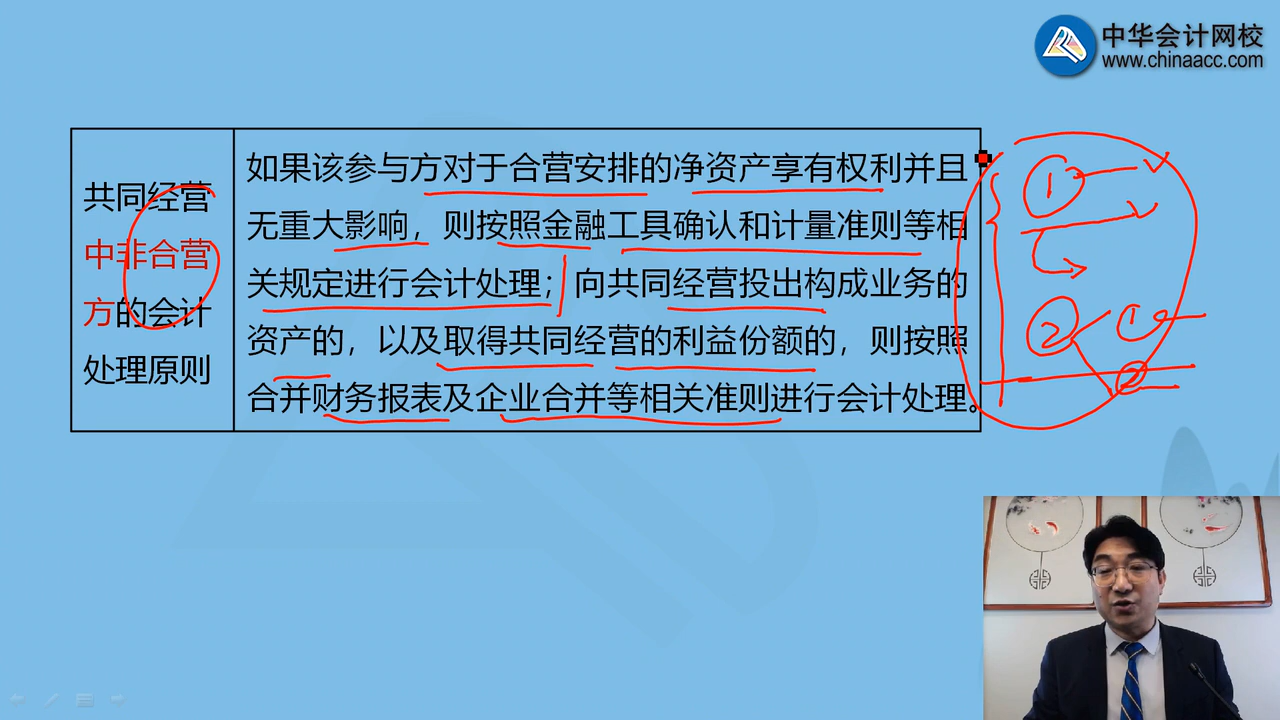 中华会计网校
www.chinaacc.com
共同经营
中非合营
方的会计
处理原则
如果该参与方对于合营安排的净资产享有权利并且
无重大影响，则按照金融工具确认和计量准则等相
关规定进行会计处理；向共同经营投出构成业务的
资产的，以及取得共同经营的利益份额的，则按照
合并财务报表及企业合并等相关准则进行会计处理。
①
② ①
②